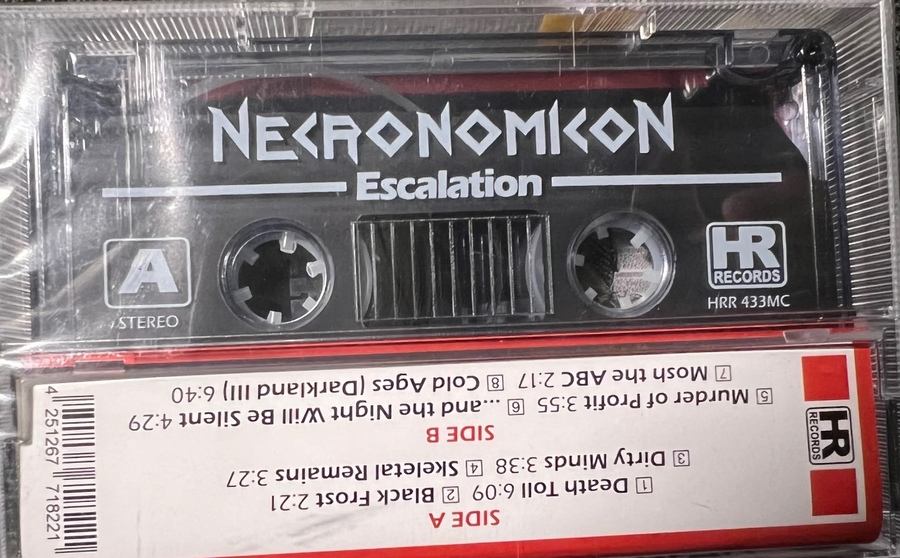 NECRONOMICON
Escalation
A
STEREO
HR
RECORDS
HRR 433MC
SIDE A
1 Death Toll 6:09 2 Black Frost 2:21
3 Dirty Minds 3:38 4 Skeletal Remains 3:27
SIDE B
5 Murder of Profit 3:55 6 ...and the Night Will Be Silent 4:29
7 Mosh the ABC 2:17 8 Cold Ages (Darkland III) 6:40
HR
RECORDS
4 251267 718221